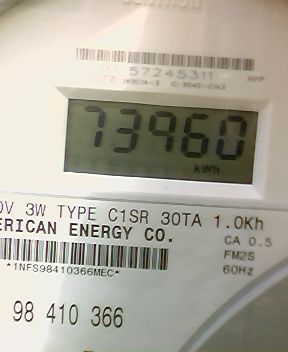 57245311
73960
kWh
0V 3W TYPE C1SR 30TA 1.0Kh
ERICAN ENERGY CO.
CA 0.5
FM2S
*1NFS98410366MEC*
60Hz
98 410 366